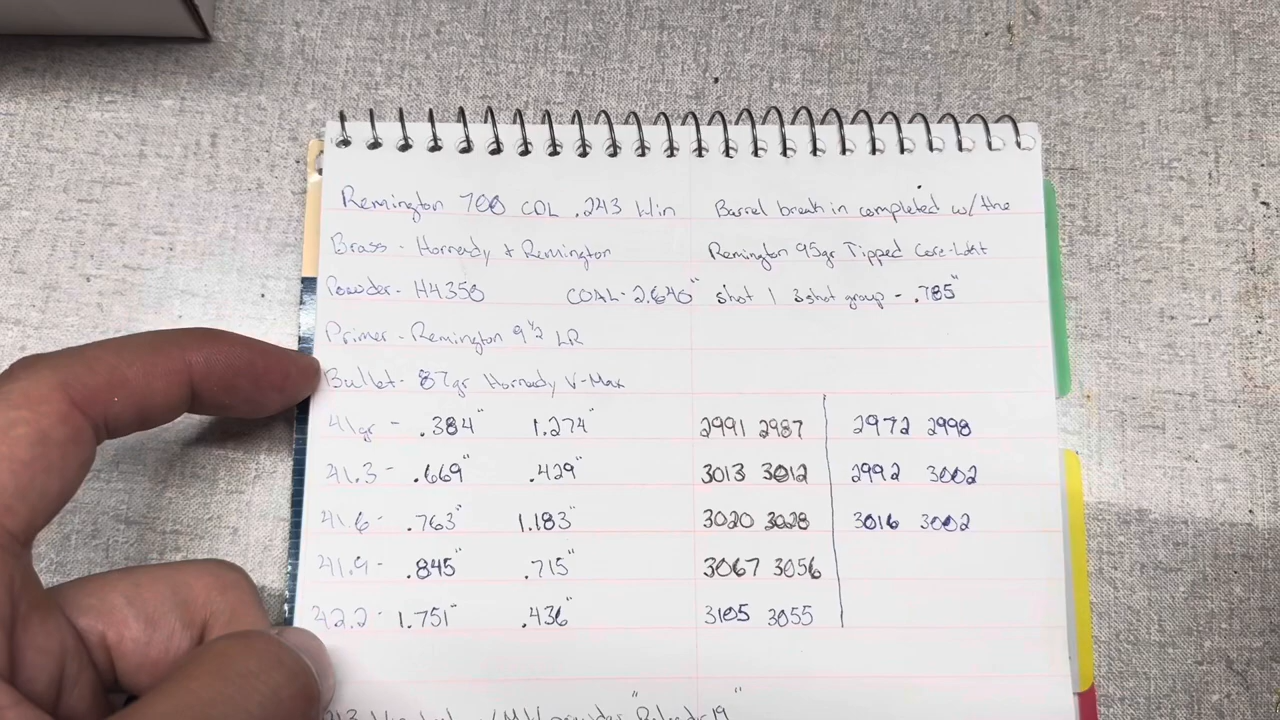 Remington 700 CDL .243 Win Barrel break in completed w/the
Brass - Hornady & Remington Remington 95gr Tipped Core-Lokt
Powder - H4350 COAL - 2.640" shot 1 3 shot group - .785"
Primer - Remington 9 1/2 LR
Bullet - 87gr Hornady V-Max
41gr - .384" 1.274" 2991 2987 2972 2998
41.3 - .669" .429" 3013 3012 2992 3002
41.6 - .763" 1.183" 3020 3028 3016 3002
41.9 - .845" .715" 3067 3056
42.2 - 1.751" .436" 3105 3055